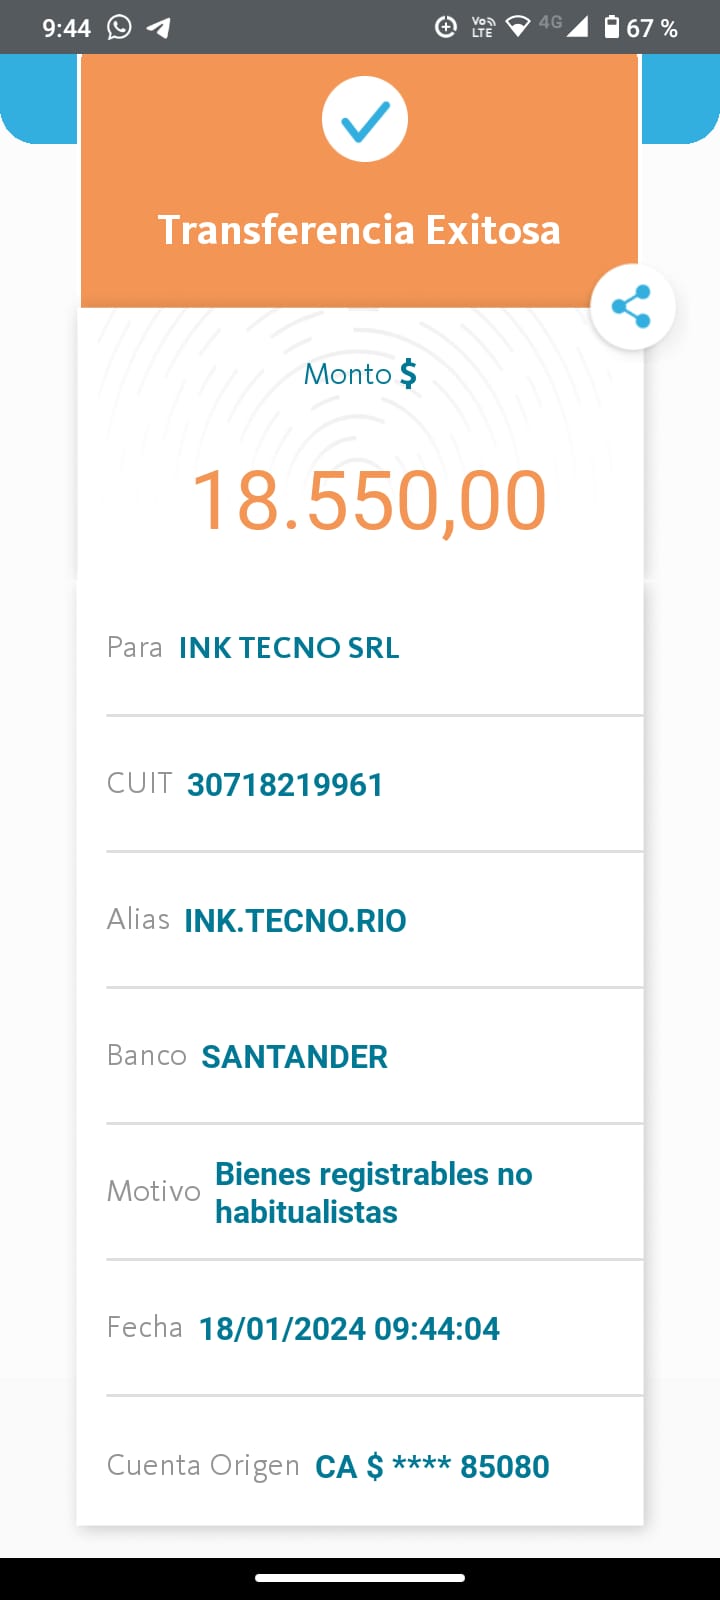 9:44
Vo))
LTE
4G
67 %
Transferencia Exitosa
Monto $
18.550,00
Para INK TECNO SRL
CUIT 30718219961
Alias INK.TECNO.RIO
Banco SANTANDER
Motivo Bienes registrables no
habitualistas
Fecha 18/01/2024 09:44:04
Cuenta Origen CA $ **** 85080